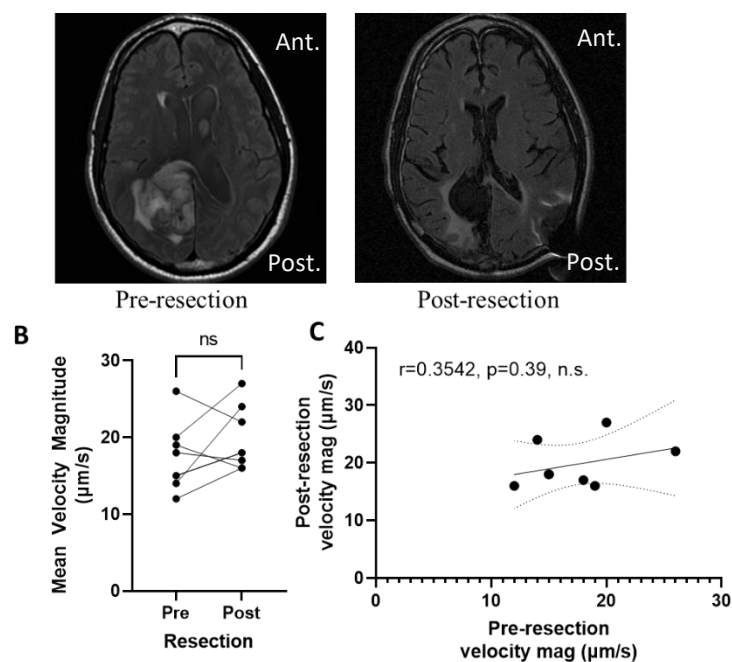 Ant.
Ant.
Post.
Post.
Pre-resection
Post-resection
B
ns
Mean Velocity Magnitude
(µm/s)
30
20
10
0
Pre
Post
Resection
C
r=0.3542, p=0.39, n.s.
Post-resection
velocity mag (µm/s)
40
30
20
10
0
0
10
20
30
Pre-resection
velocity mag (µm/s)